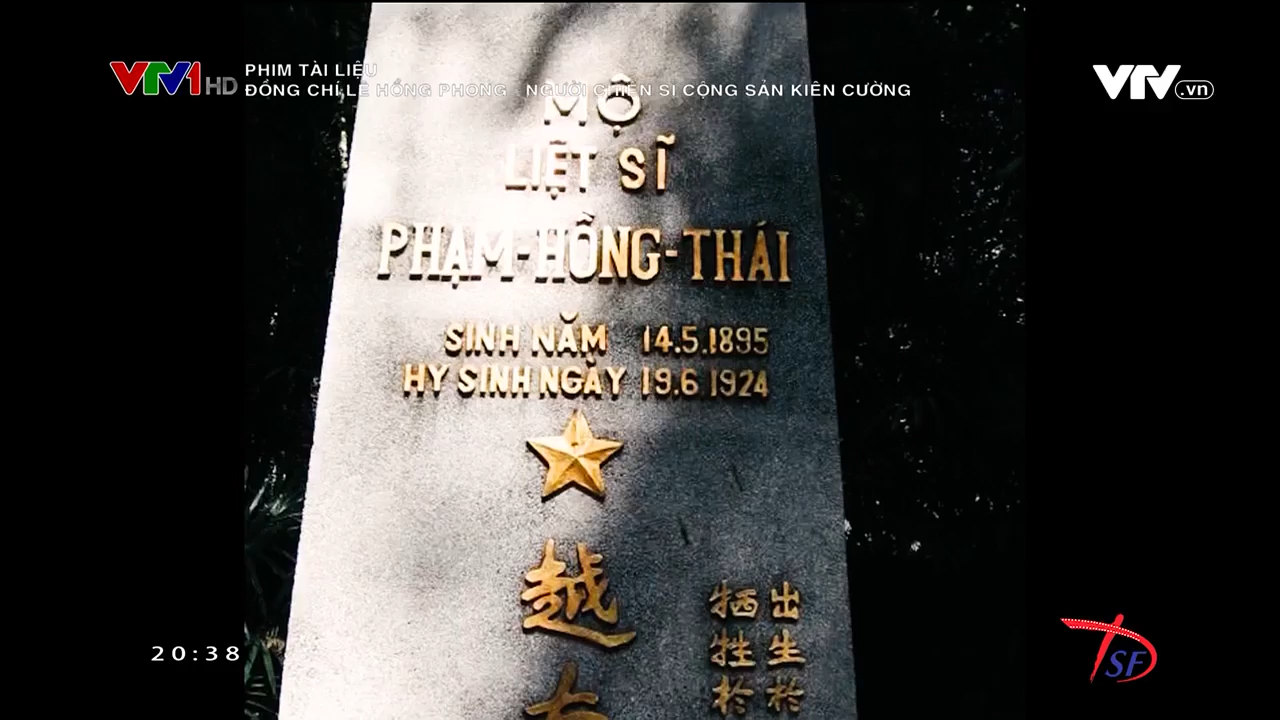 VTV1 HD
PHIM TÀI LIỆU
ĐỒNG CHÍ LÊ HỒNG PHONG NGƯỜI CHIẾN SĨ CỘNG SẢN KIÊN CƯỜNG
VTV.vn
MỘ
LIỆT SĨ
PHẠM-HỒNG-THÁI
SINH NĂM 14.5.1895
HY SINH NGÀY 19.6 1924
越
出生於
犧牲於
20:38
SF